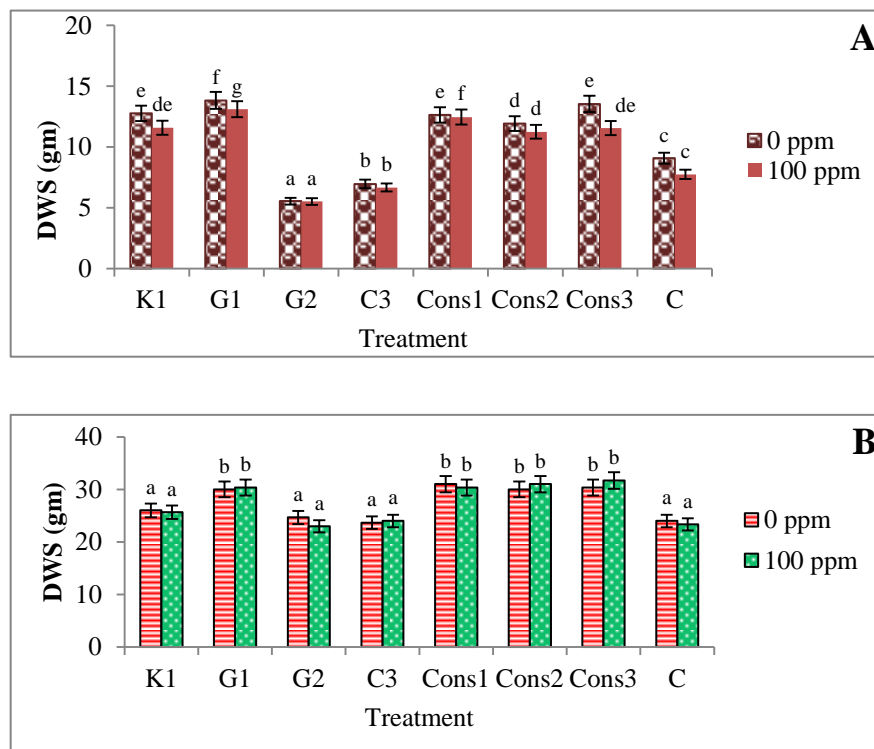 A
20
15
10
5
0
DWS (gm)
e de f g a a b b e f d d e de c c
K1 G1 G2 C3 Cons1 Cons2 Cons3 C
Treatment
0 ppm
100 ppm
B
40
30
20
10
0
DWS (gm)
a a b b a a a a b b b b b b a a
K1 G1 G2 C3 Cons1 Cons2 Cons3 C
Treatment
0 ppm
100 ppm